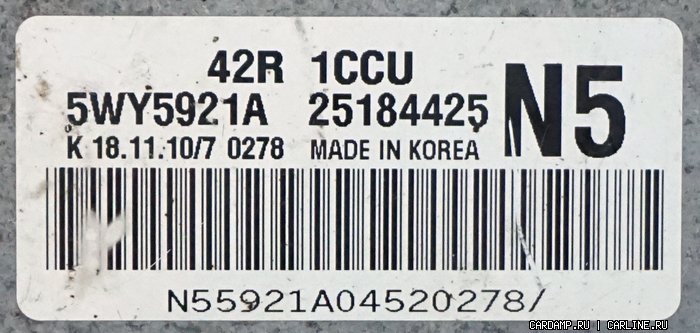 42R 1CCU
5WY5921A 25184425 N5
K 18.11.10/7 0278 MADE IN KOREA
N55921A04520278/
CARDAMP.RU | CARLINE.RU